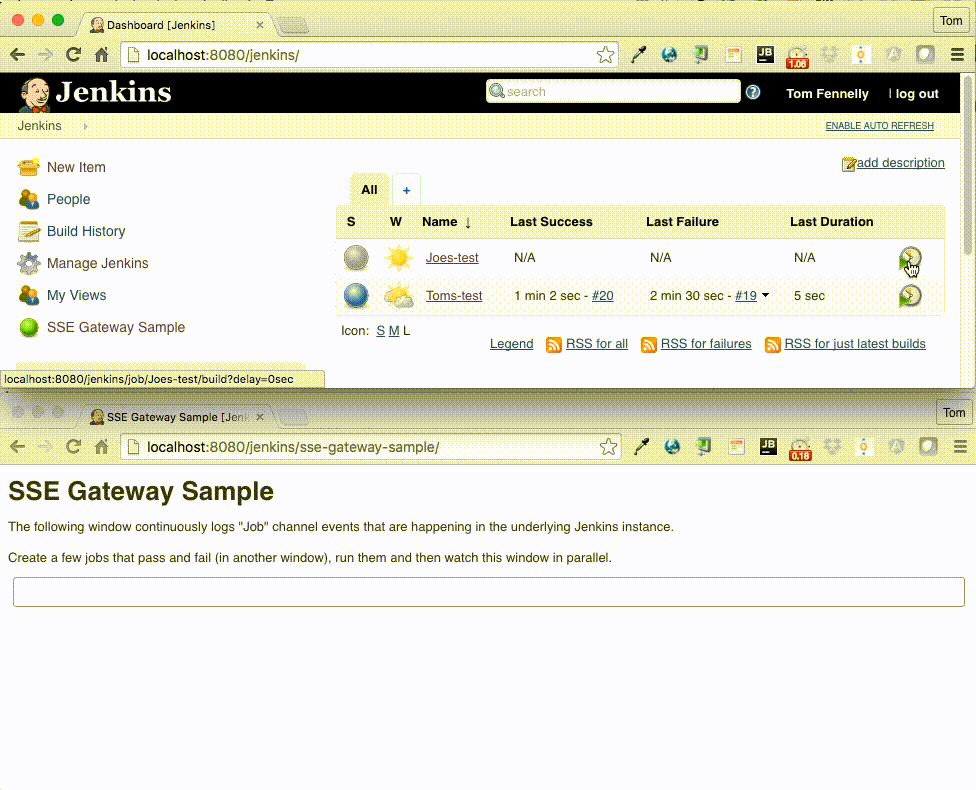 Dashboard [Jenkins]
Tom
localhost:8080/jenkins/
JB
1.06
Jenkins
search
Tom Fennelly | log out
Jenkins
ENABLE AUTO REFRESH
New Item
add description
People
All +
Build History
S W Name ↓ Last Success Last Failure Last Duration
Manage Jenkins
Joes-test N/A N/A N/A
My Views
Toms-test 1 min 2 sec - #20 2 min 30 sec - #19 5 sec
SSE Gateway Sample
Icon: S M L
Legend RSS for all RSS for failures RSS for just latest builds
localhost:8080/jenkins/job/Joes-test/build?delay=0sec
SSE Gateway Sample [Jenk
Tom
localhost:8080/jenkins/sse-gateway-sample/
JB
0.18
SSE Gateway Sample
The following window continuously logs "Job" channel events that are happening in the underlying Jenkins instance.
Create a few jobs that pass and fail (in another window), run them and then watch this window in parallel.